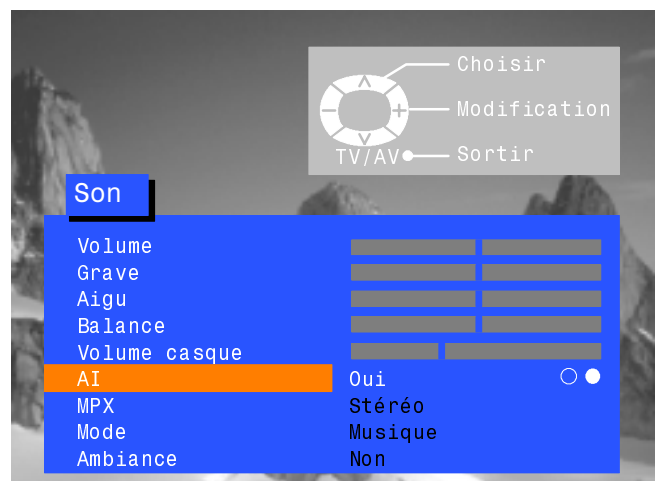 Choisir
Modification
TV/AV Sortir
Son
Volume
Grave
Aigu
Balance
Volume casque
AI Oui
MPX Stéréo
Mode Musique
Ambiance Non